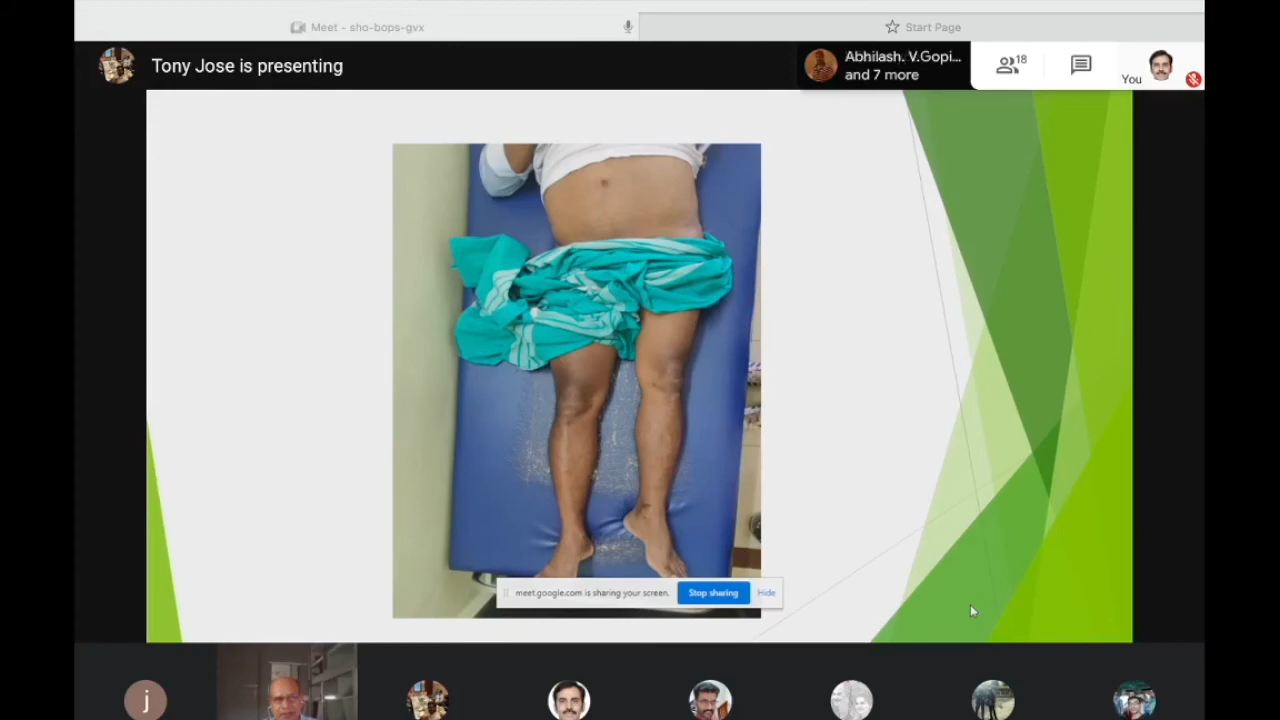 Meet – sho-bops-gvx
Start Page
Tony Jose is presenting
Abhilash. V.Gopi...
and 7 more
18
You
meet.google.com is sharing your screen.
Stop sharing
Hide
j